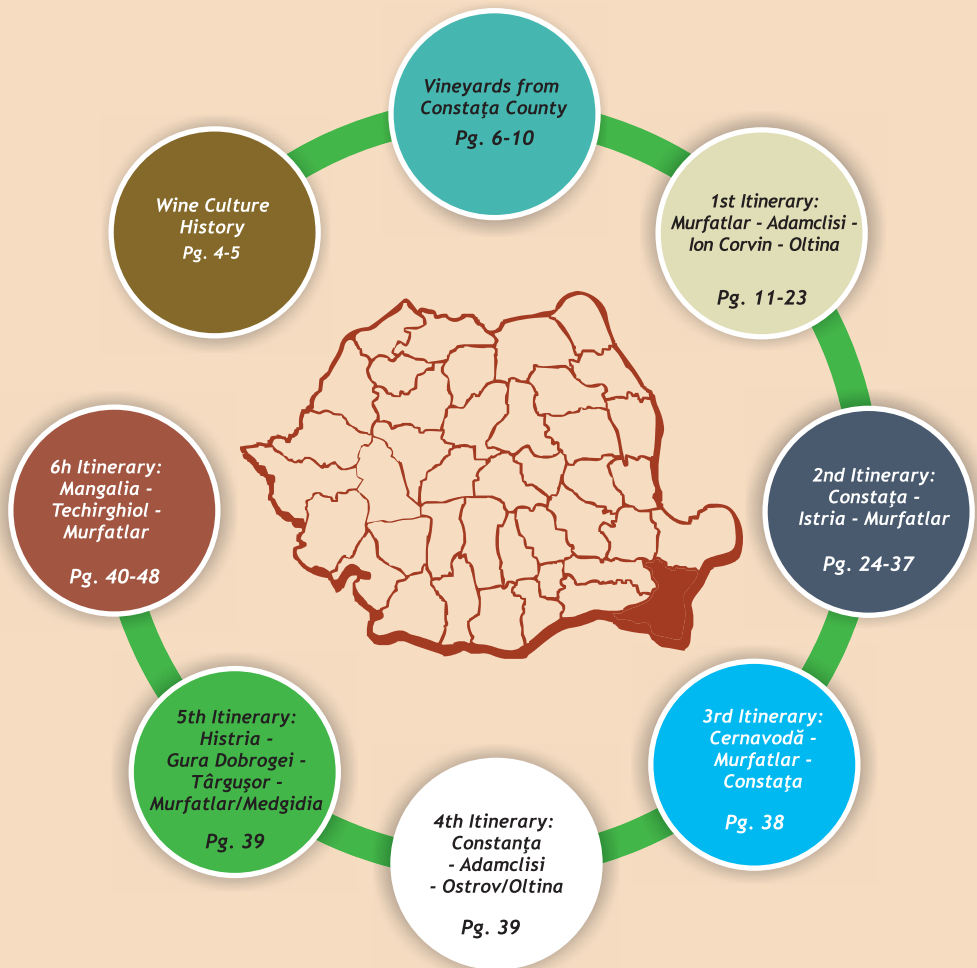 Wine Culture
History
Pg. 4-5
Vineyards from
Constaţa County
Pg. 6-10
1st Itinerary:
Murfatlar - Adamclisi -
Ion Corvin - Oltina
Pg. 11-23
2nd Itinerary:
Constaţa -
Istria - Murfatlar
Pg. 24-37
3rd Itinerary:
Cernavodă -
Murfatlar -
Constaţa
Pg. 38
4th Itinerary:
Constanţa
- Adamclisi
- Ostrov/Oltina
Pg. 39
5th Itinerary:
Histria -
Gura Dobrogei -
Târguşor -
Murfatlar/Medgidia
Pg. 39
6h Itinerary:
Mangalia -
Techirghiol -
Murfatlar
Pg. 40-48